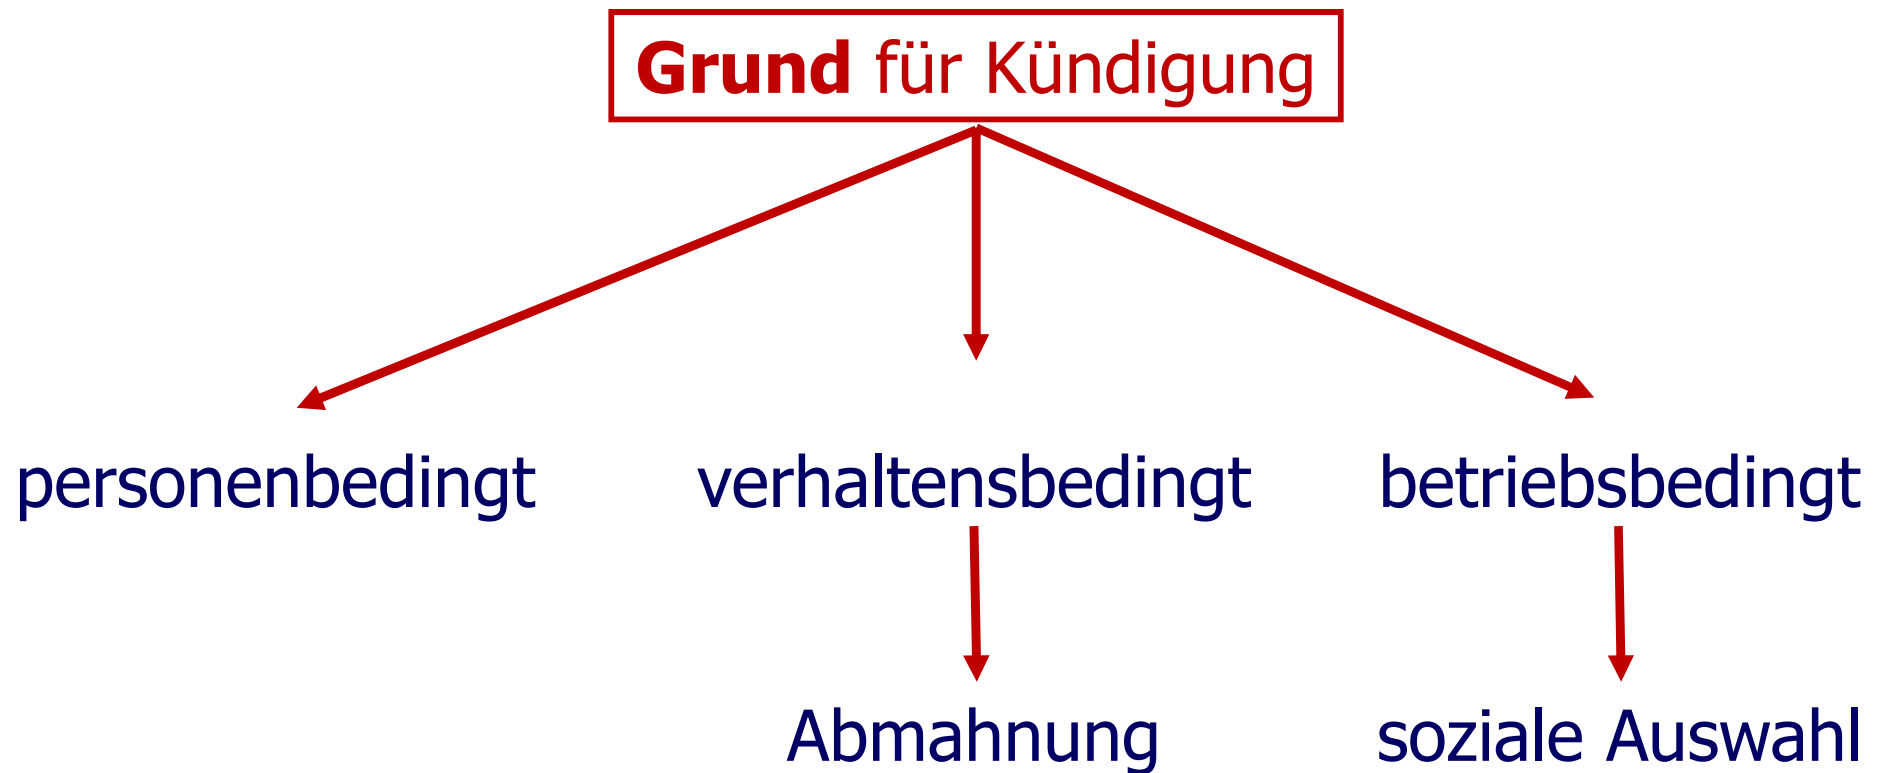 Grund für Kündigung
personenbedingt verhaltensbedingt betriebsbedingt
Abmahnung soziale Auswahl